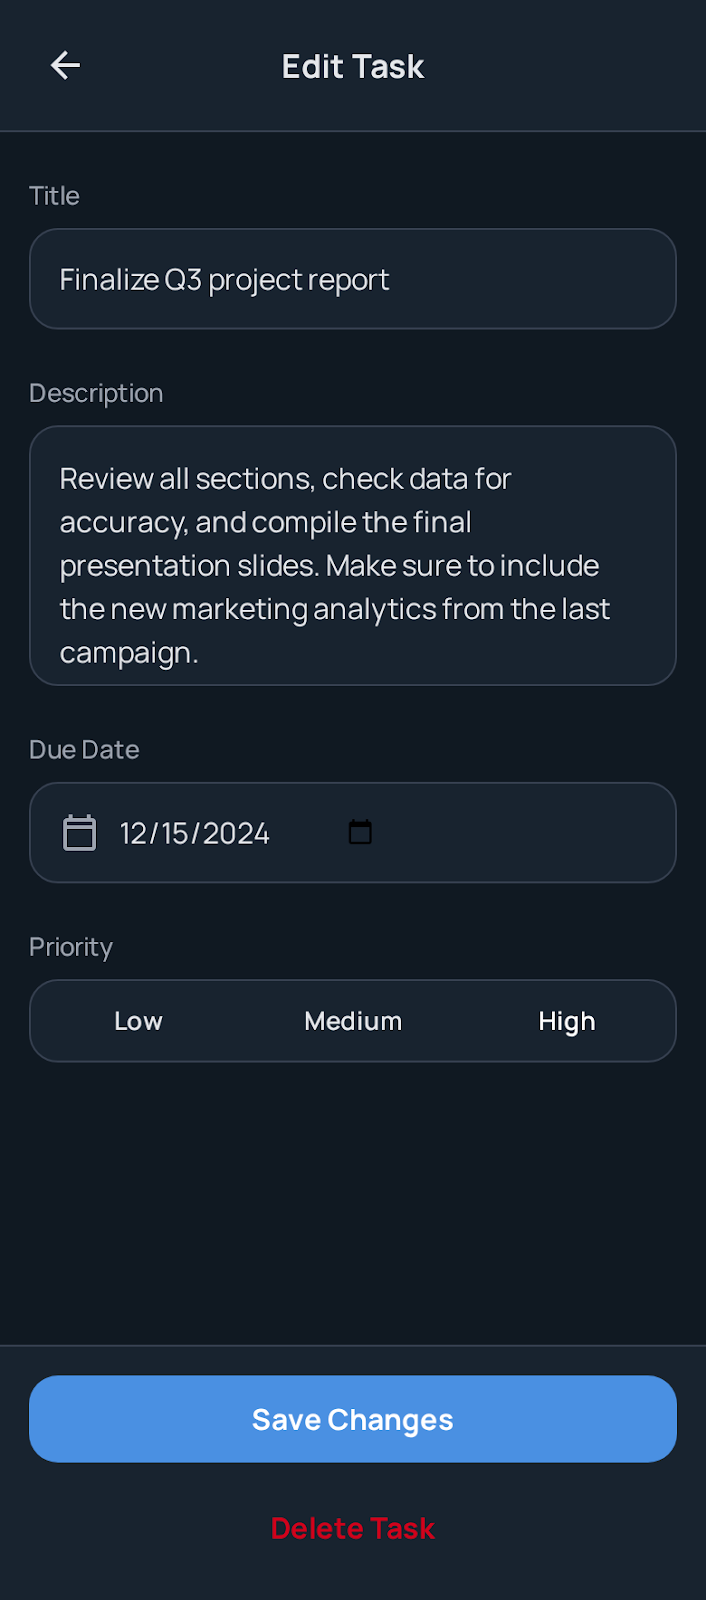 Edit Task
Title
Finalize Q3 project report
Description
Review all sections, check data for
accuracy, and compile the final
presentation slides. Make sure to include
the new marketing analytics from the last
campaign.
Due Date
12/15/2024
Priority
Low Medium High
Save Changes
Delete Task